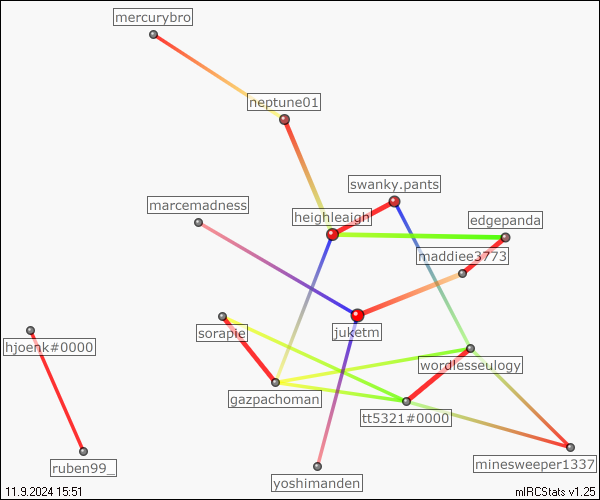 mercurybro
neptune01
swanky.pants
marcemadness
heighleaigh
edgepanda
maddiee3773
sorapie
juketm
hjoenk#0000
wordlesseulogy
gazpachoman
tt5321#0000
ruben99_
minesweeper1337
yoshimanden
11.9.2024 15:51
mIRCStats v1.25